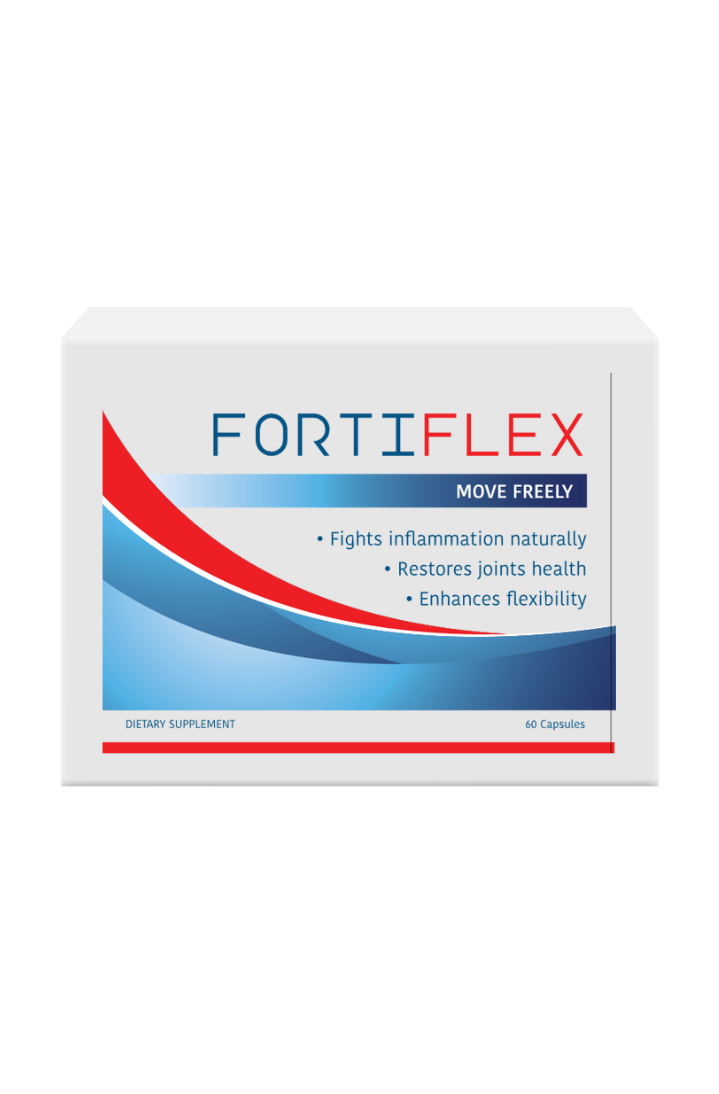 FORTIFLEX
MOVE FREELY
• Fights inflammation naturally
• Restores joints health
• Enhances flexibility
DIETARY SUPPLEMENT
60 Capsules